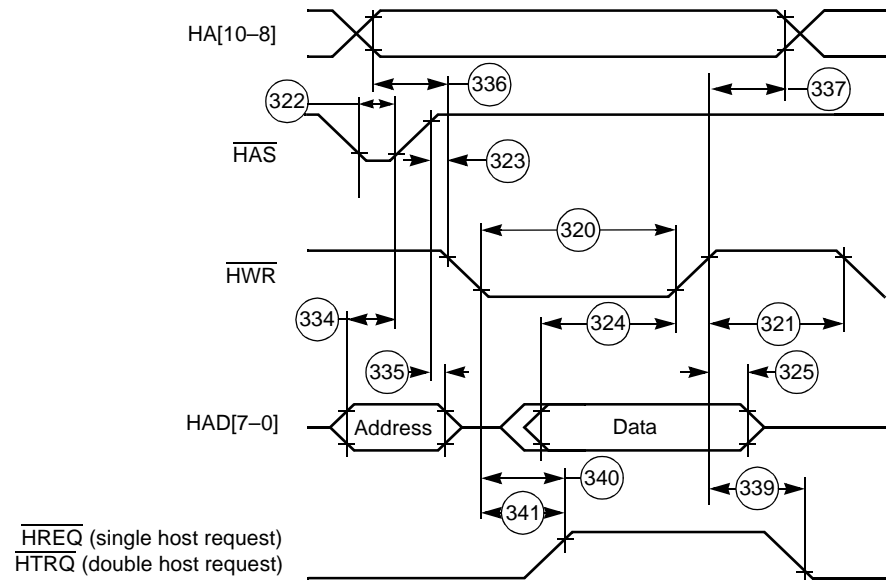 HA[10–8]
336
337
322
HAS
323
320
HWR
334
324
321
335
325
HAD[7–0]
Address
Data
340
339
341
HREQ (single host request)
HTRQ (double host request)